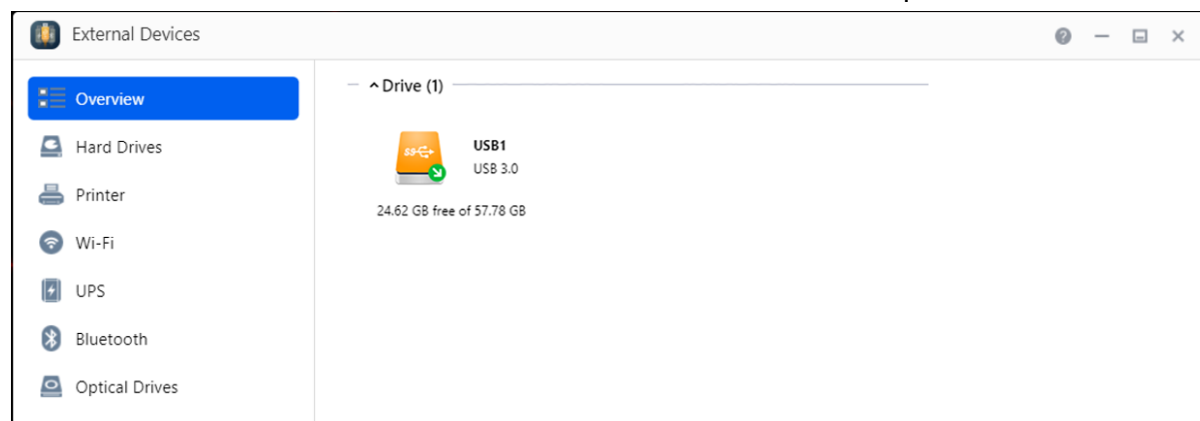 External Devices
Overview
Hard Drives
Printer
Wi-Fi
UPS
Bluetooth
Optical Drives
Drive (1)
USB1
USB 3.0
24.62 GB free of 57.78 GB